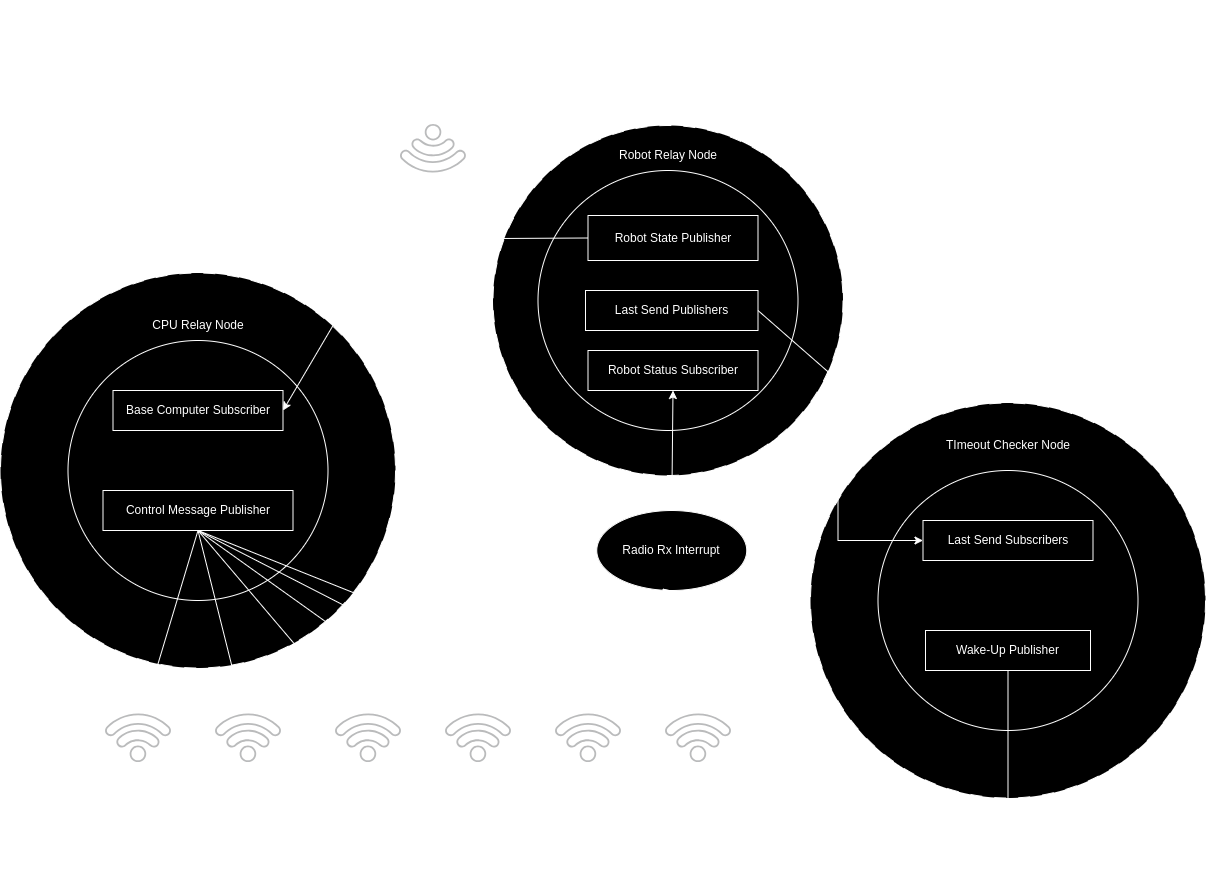 Robot Relay Node
Robot State Publisher
Last Send Publishers
Robot Status Subscriber
CPU Relay Node
Base Computer Subscriber
Control Message Publisher
Radio Rx Interrupt
TImeout Checker Node
Last Send Subscribers
Wake-Up Publisher